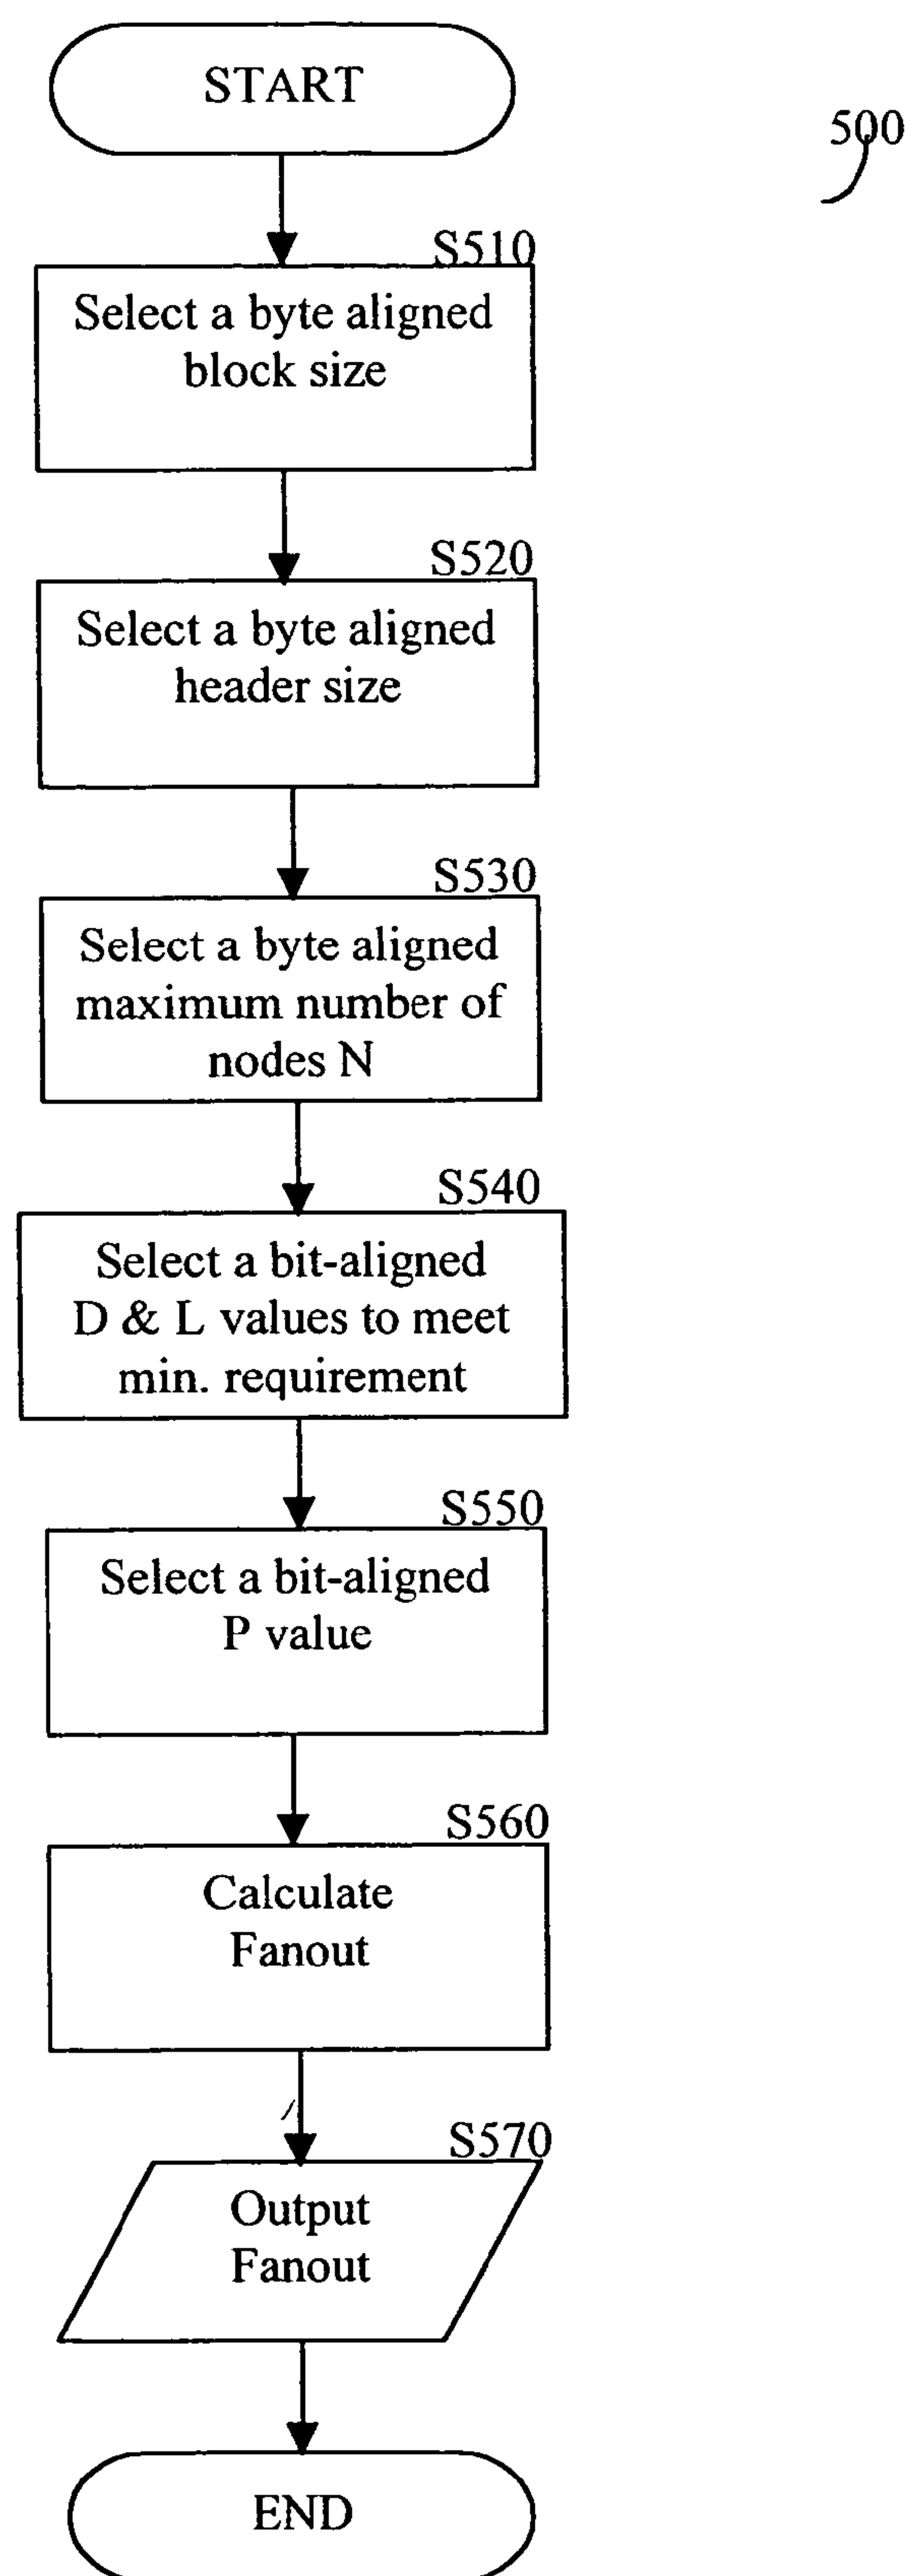 START
500
S510
Select a byte aligned
block size
S520
Select a byte aligned
header size
S530
Select a byte aligned
maximum number of
nodes N
S540
Select a bit-aligned
D & L values to meet
min. requirement
S550
Select a bit-aligned
P value
S560
Calculate
Fanout
S570
Output
Fanout
END